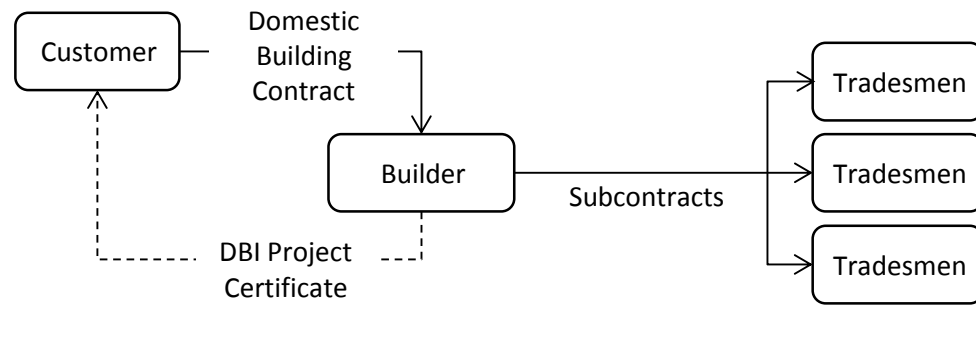 Customer
Domestic
Building
Contract
Builder
Subcontracts
Tradesmen
Tradesmen
Tradesmen
DBI Project
Certificate